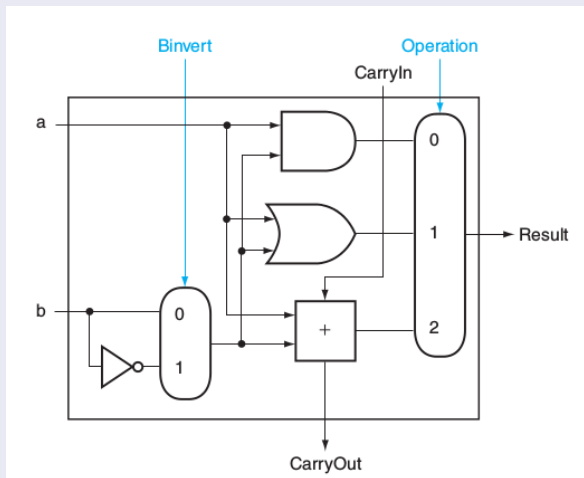 Binvert
Operation
CarryIn
a
0
1
Result
b
0
+
2
1
CarryOut